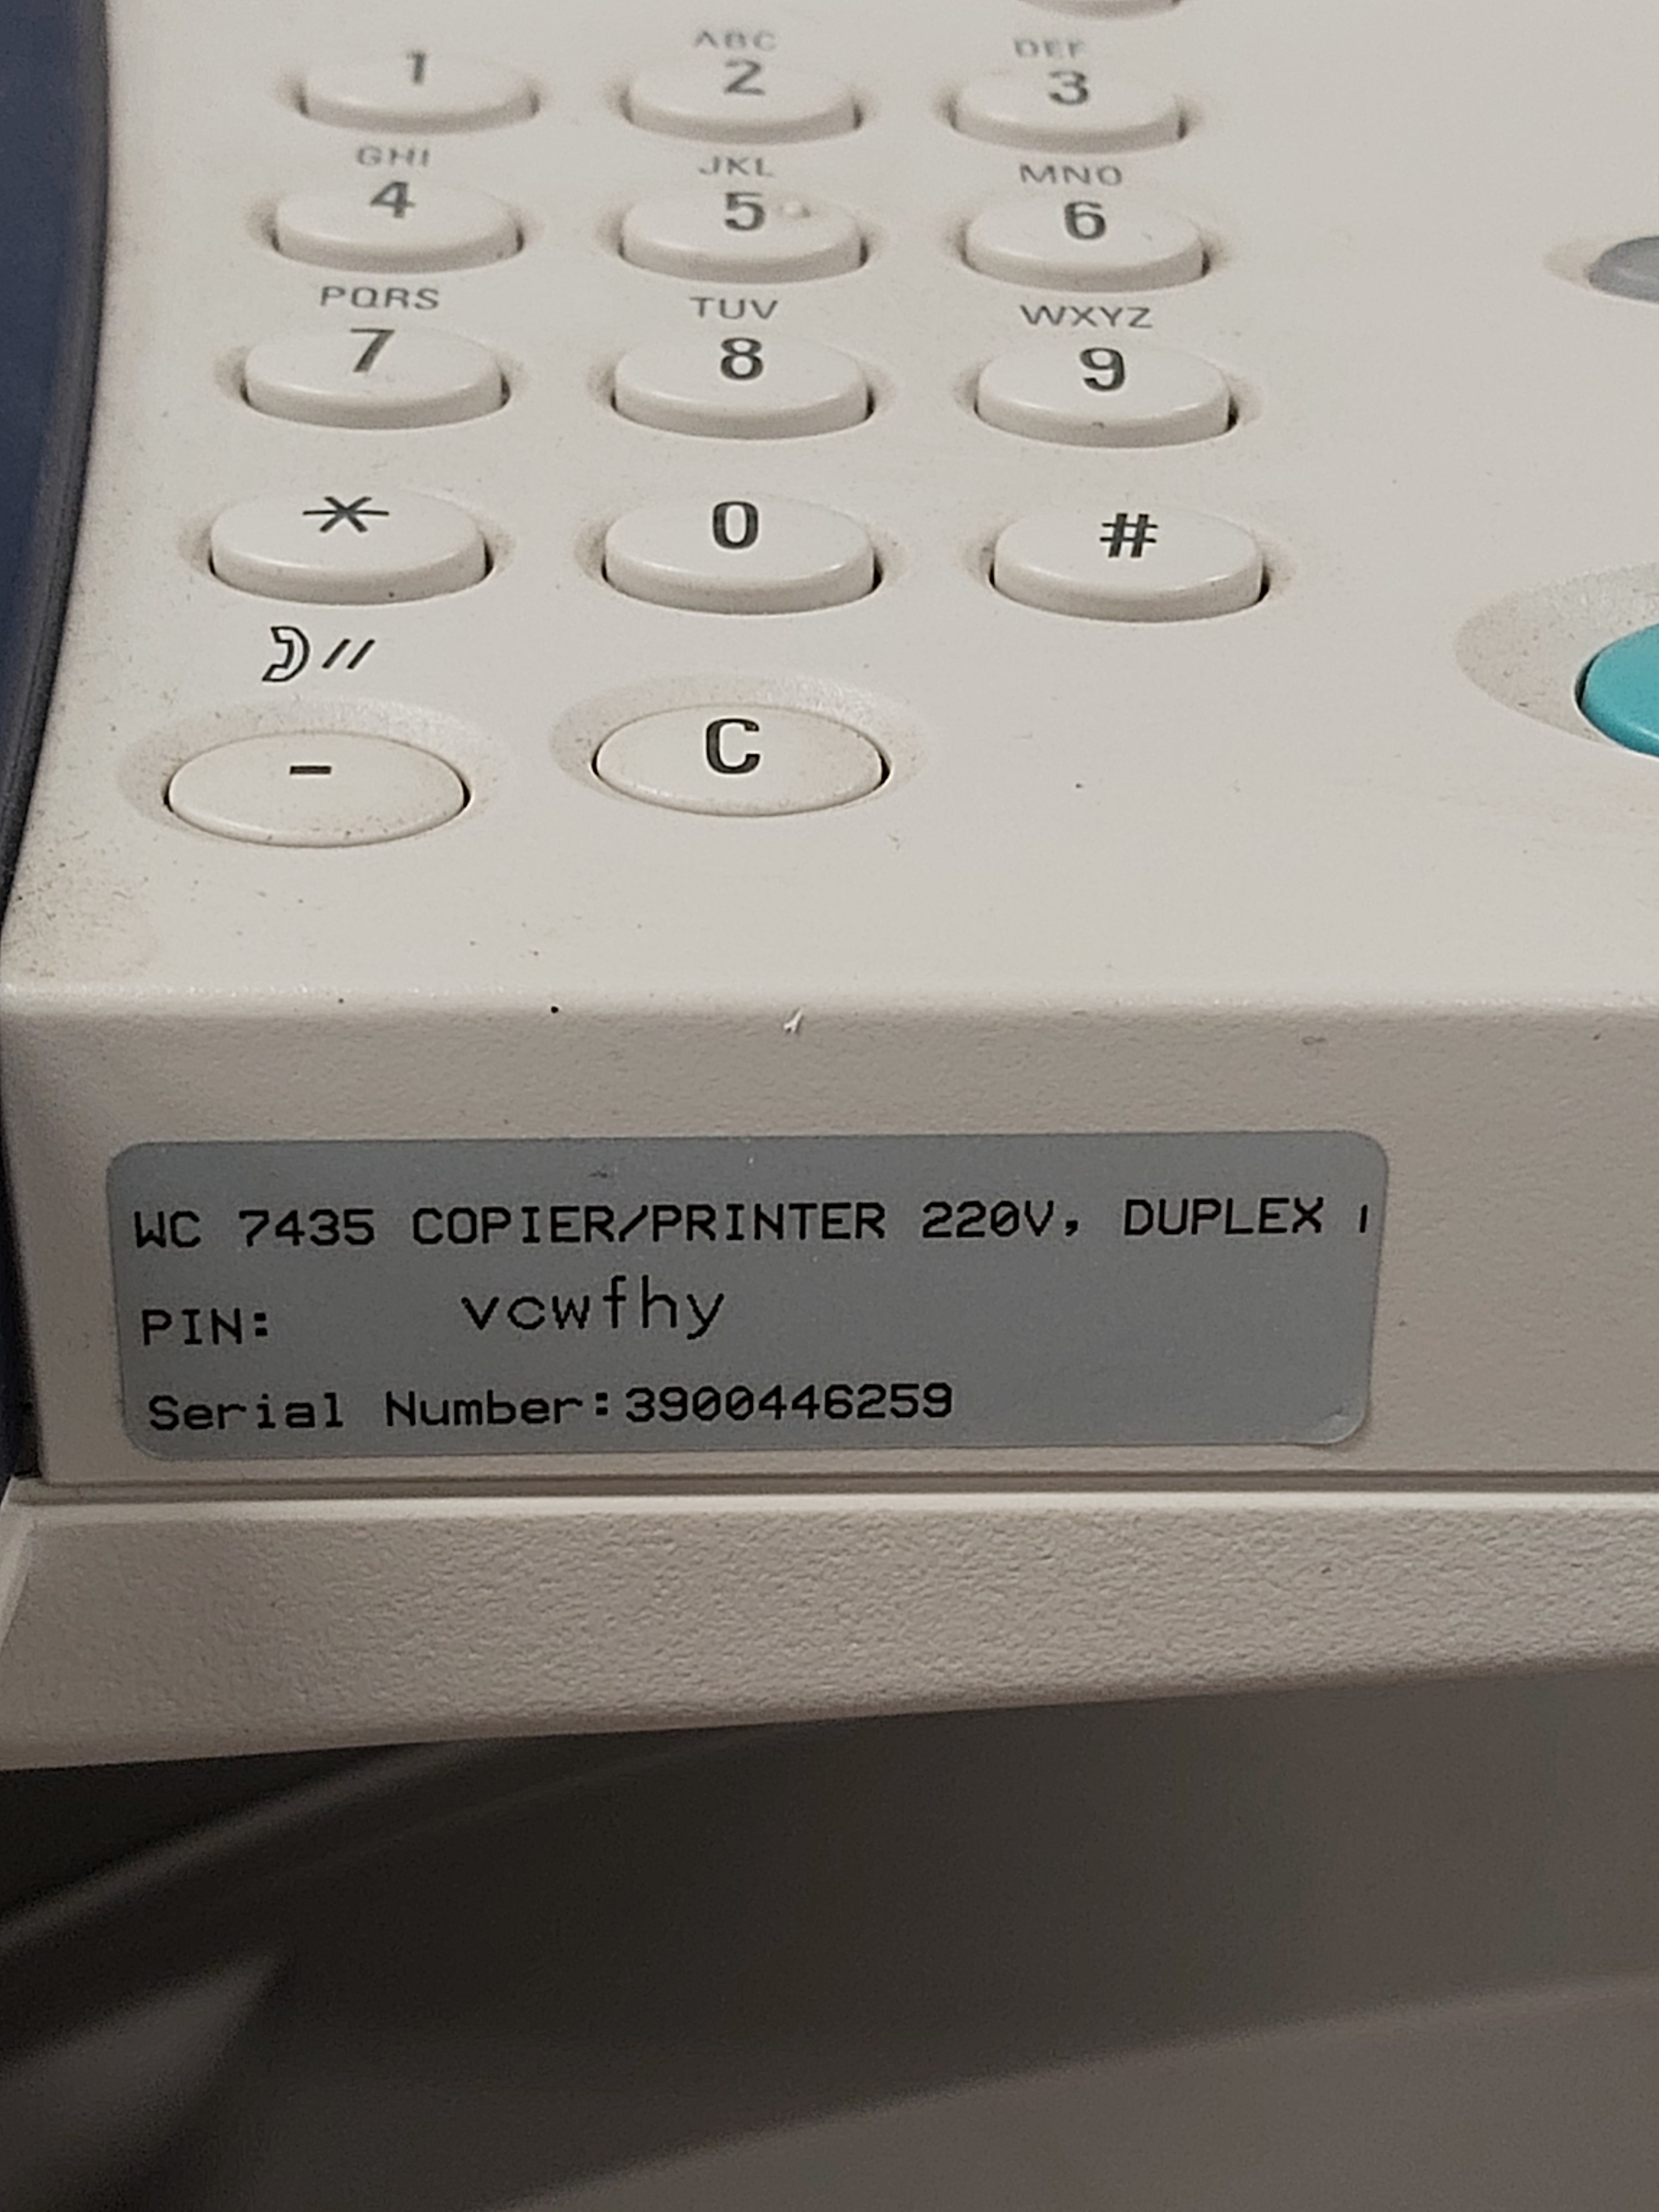 1 ABC 2 DEF 3
GHI 4 JKL 5 MNO 6
PQRS 7 TUV 8 WXYZ 9
* 0 #
- C
WC 7435 COPIER/PRINTER 220V, DUPLEX
PIN: vcwfhy
Serial Number:3900446259